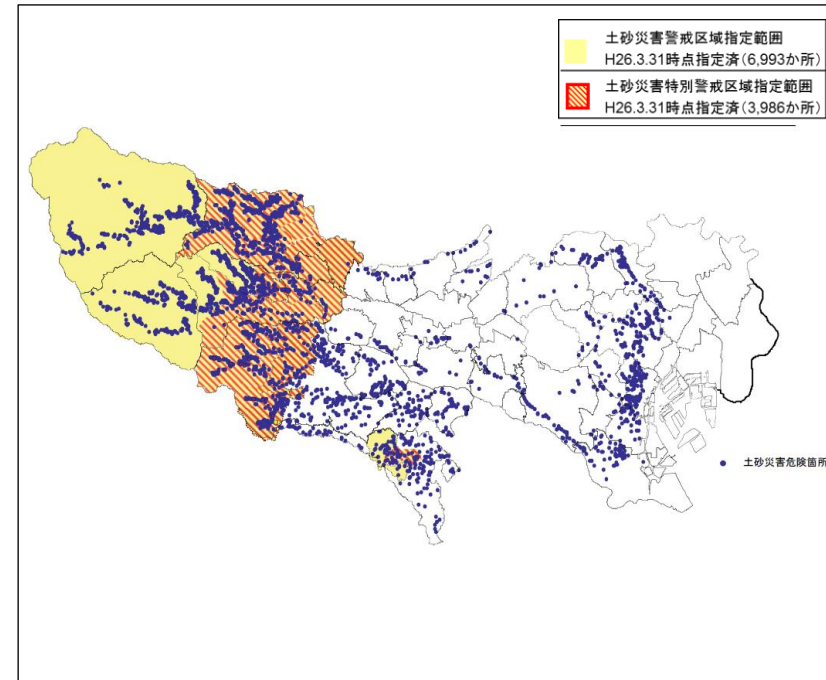 土砂災害警戒区域指定範囲
H26.3.31時点指定済(6,993か所)
土砂災害特別警戒区域指定範囲
H26.3.31時点指定済(3,986か所)
土砂災害危険箇所